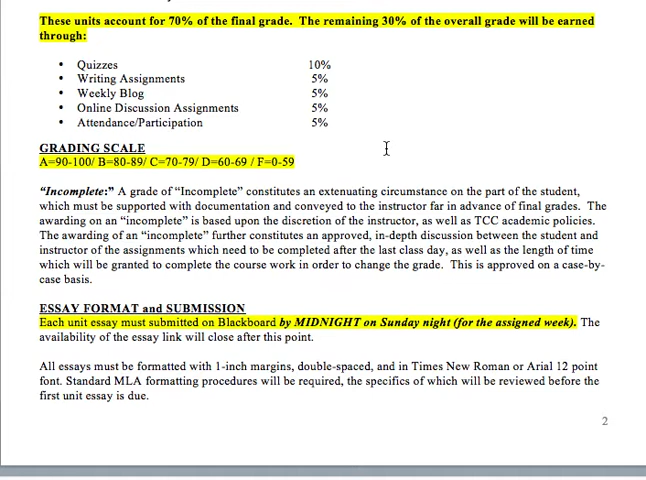 These units account for 70% of the final grade.  The remaining 30% of the overall grade will be earned
through:
• Quizzes 10%
• Writing Assignments 5%
• Weekly Blog 5%
• Online Discussion Assignments 5%
• Attendance/Participation 5%
GRADING SCALE
A=90-100/ B=80-89/ C=70-79/ D=60-69 / F=0-59
“Incomplete:” A grade of “Incomplete” constitutes an extenuating circumstance on the part of the student,
which must be supported with documentation and conveyed to the instructor far in advance of final grades.  The
awarding on an “incomplete” is based upon the discretion of the instructor, as well as TCC academic policies.
The awarding of an “incomplete” further constitutes an approved, in-depth discussion between the student and
instructor of the assignments which need to be completed after the last class day, as well as the length of time
which will be granted to complete the course work in order to change the grade.  This is approved on a case-by-
case basis.
ESSAY FORMAT and SUBMISSION
Each unit essay must submitted on Blackboard by MIDNIGHT on Sunday night (for the assigned week). The
availability of the essay link will close after this point.
All essays must be formatted with 1-inch margins, double-spaced, and in Times New Roman or Arial 12 point
font. Standard MLA formatting procedures will be required, the specifics of which will be reviewed before the
first unit essay is due.
2